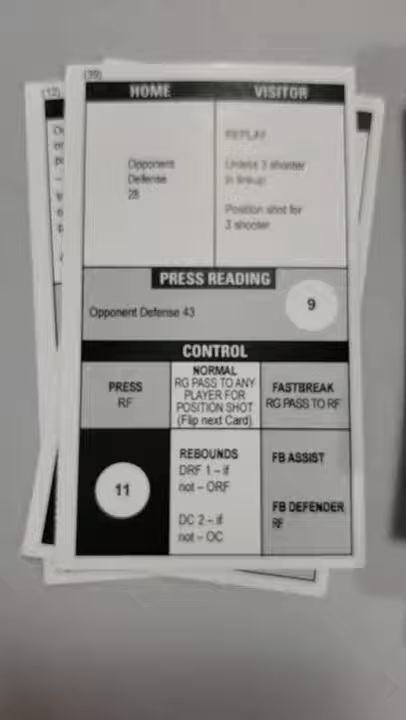 (39)
(12)
HOME
VISITOR
Opponent
Defense
28
REPLAY
Unless 3 shooter
in lineup
Position shot for
3 shooter
PRESS READING
Opponent Defense 43
9
CONTROL
PRESS
RF
NORMAL
RG PASS TO ANY
PLAYER FOR
POSITION SHOT
(Flip next Card)
FASTBREAK
RG PASS TO RF
11
REBOUNDS
DRF 1 – if
not – ORF
DC 2 – if
not – OC
FB ASSIST
FB DEFENDER
RF